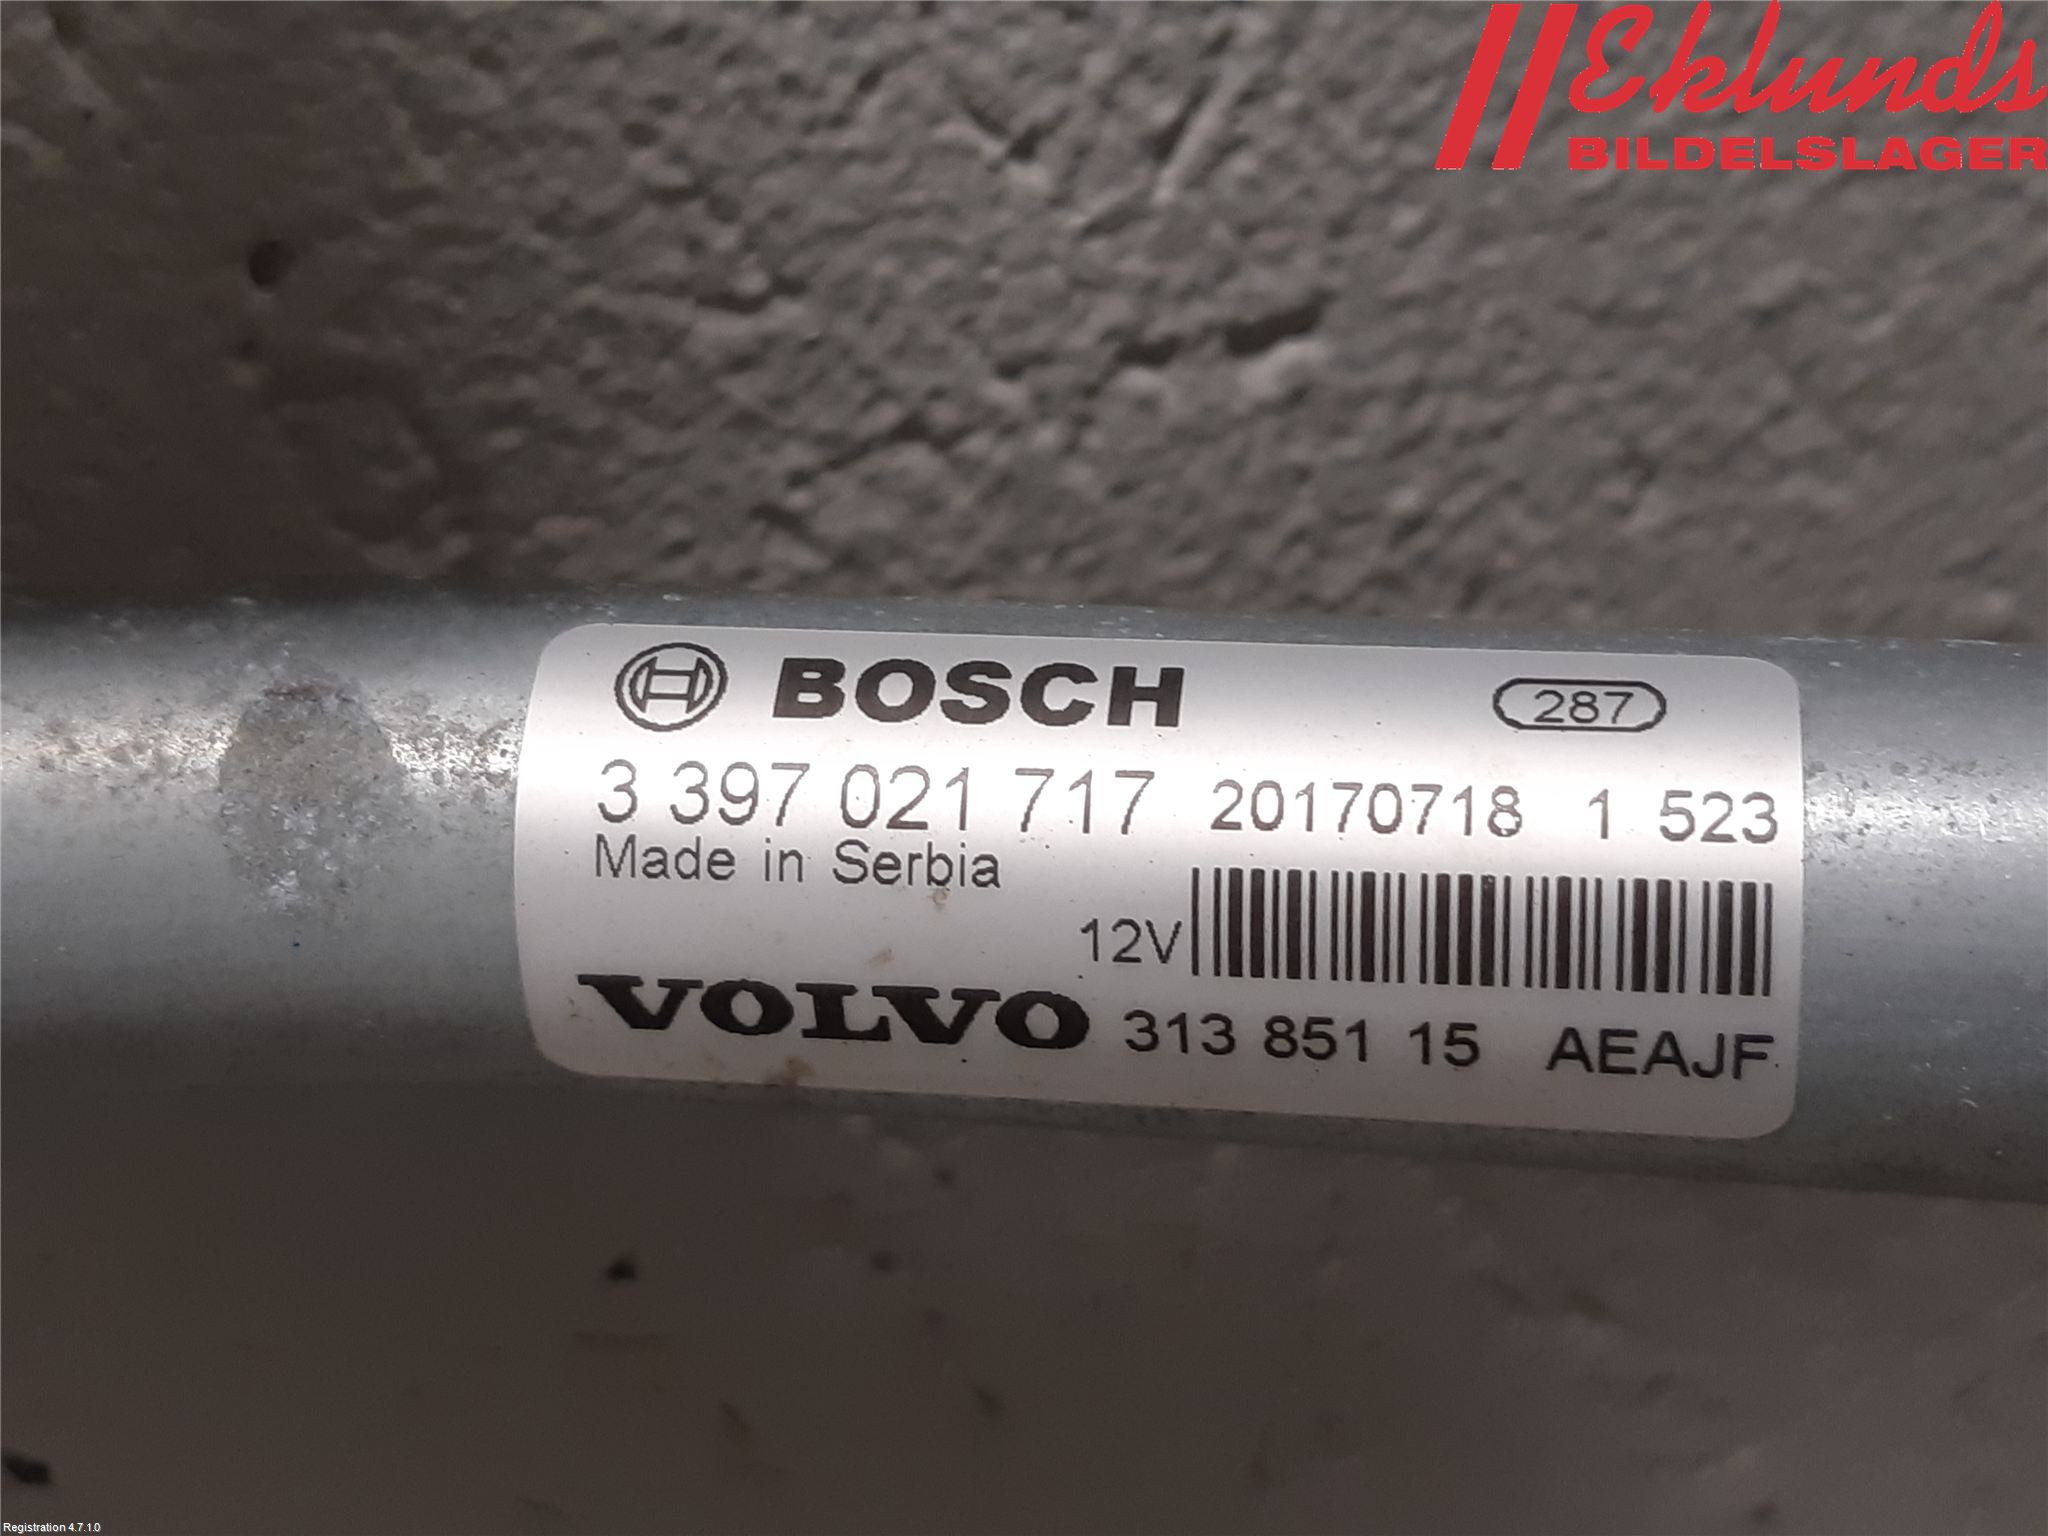 Eklunds
BILDELSLAGER
BOSCH 287
3 397 021 717 20170718 1 523
Made in Serbia
12V
VOLVO 313 851 15 AEAJF
Registration 4.7.1.0